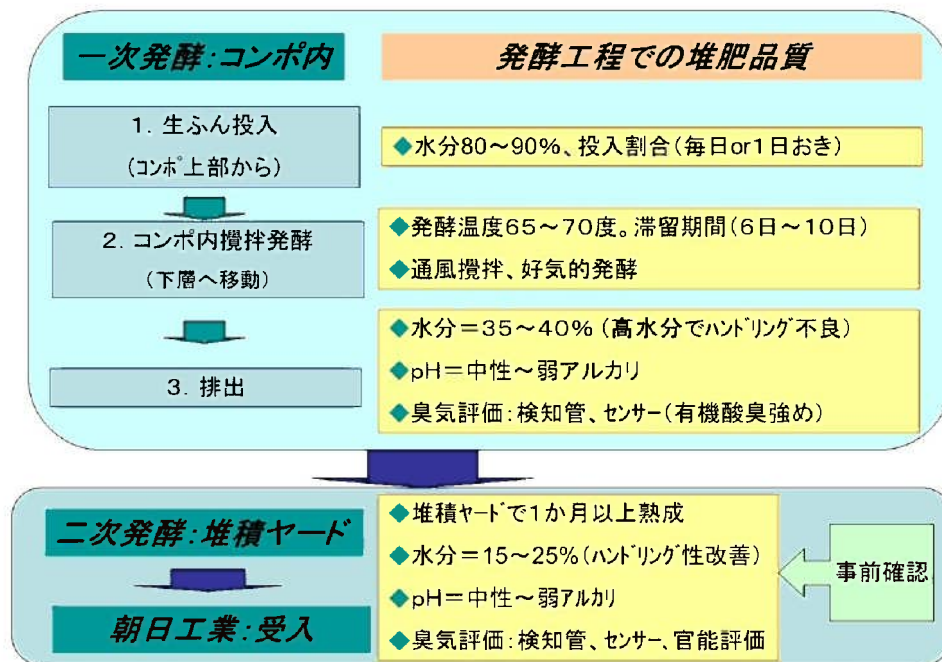 一次発酵:コンポ内
発酵工程での堆肥品質
1. 生ふん投入
(コンポ上部から)
◆水分80~90%、投入割合(毎日or1日おき)
2. コンポ内攪拌発酵
(下層へ移動)
◆発酵温度65~70度。滞留期間(6日~10日)
◆通風攪拌、好気的発酵
3. 排出
◆水分=35~40% (高水分でハンドリング不良)
◆pH=中性~弱アルカリ
◆臭気評価:検知管、センサー(有機酸臭強め)
二次発酵:堆積ヤード
朝日工業:受入
◆堆積ヤードで1か月以上熟成
◆水分=15~25%(ハンドリング性改善)
◆pH=中性~弱アルカリ
◆臭気評価:検知管、センサー、官能評価
事前確認